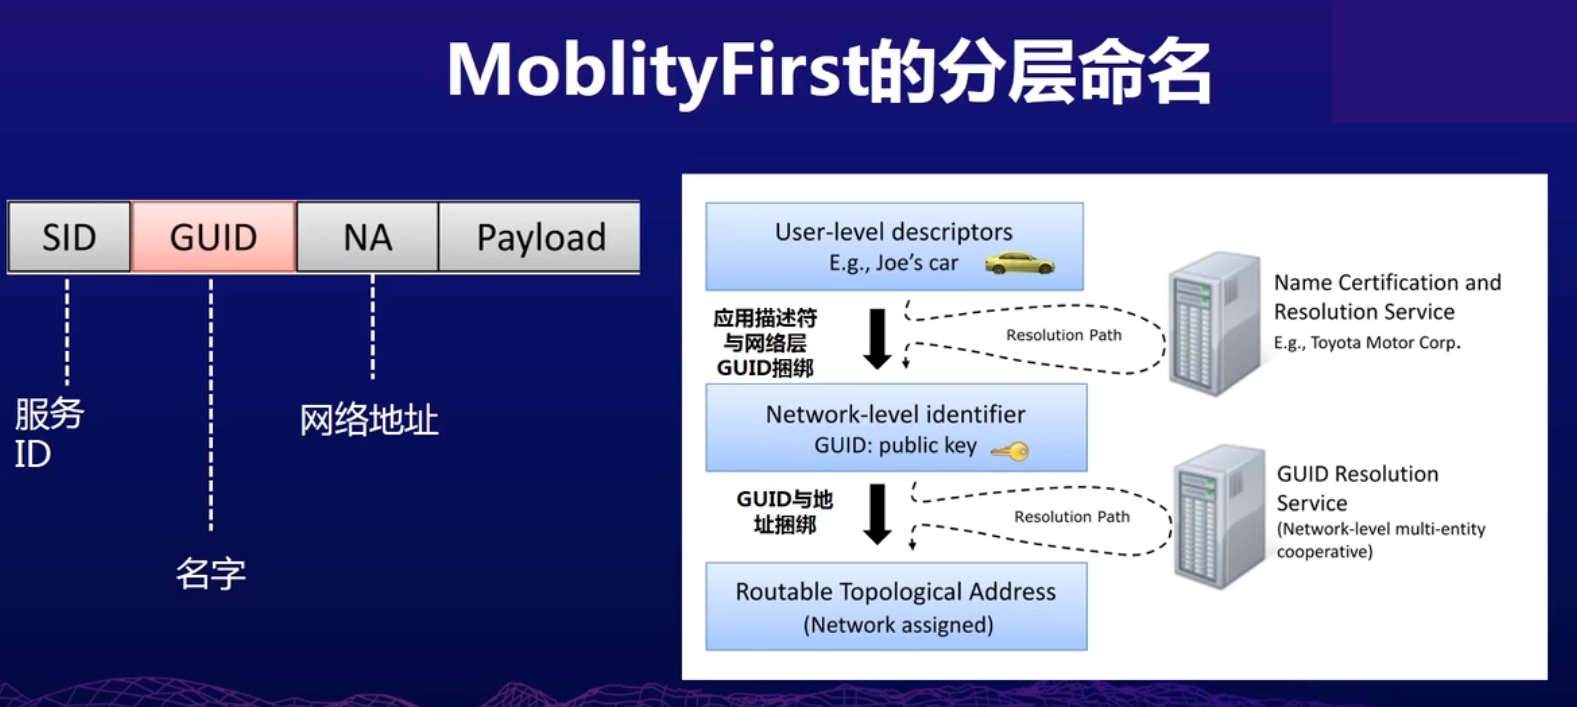 MoblityFirst的分层命名
SID
GUID
NA
Payload
服务
ID
名字
网络地址
User-level descriptors
E.g., Joe's car
应用描述符
与网络层
GUID捆绑
Resolution Path
Name Certification and
Resolution Service
E.g., Toyota Motor Corp.
Network-level identifier
GUID: public key
GUID与地
址捆绑
Resolution Path
GUID Resolution
Service
(Network-level multi-entity
cooperative)
Routable Topological Address
(Network assigned)